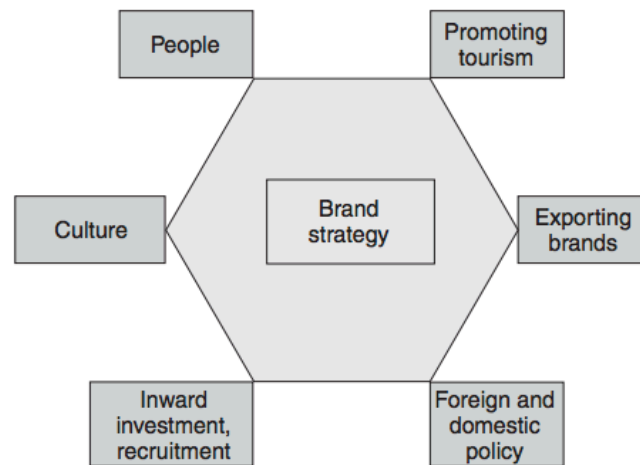 People
Promoting
tourism
Culture
Brand
strategy
Exporting
brands
Inward
investment,
recruitment
Foreign and
domestic
policy